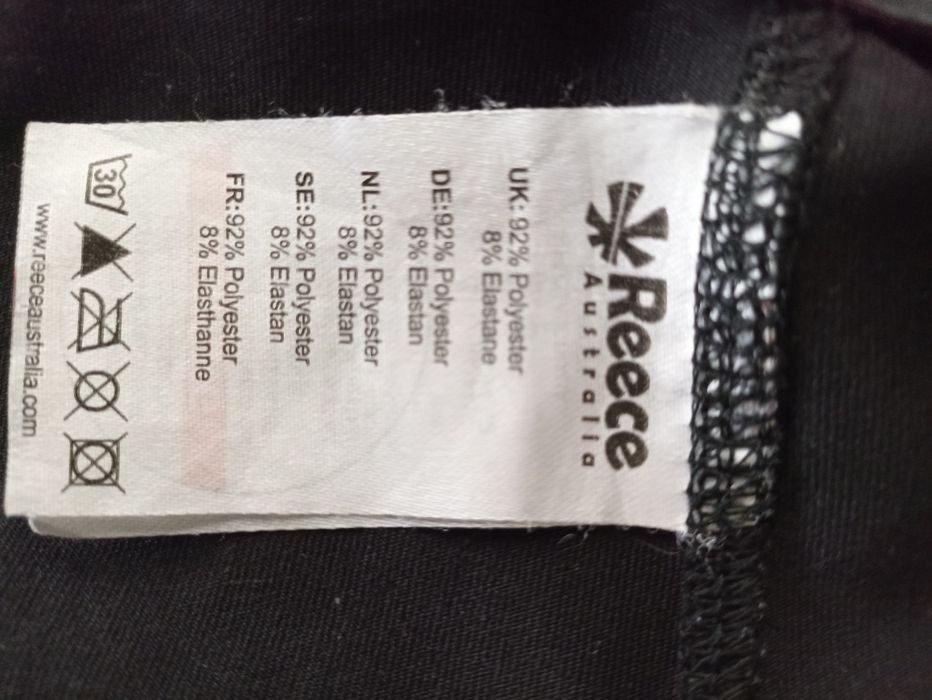 Reece
Australia
UK: 92% Polyester
8% Elastane
DE:92% Polyester
8% Elastan
NL:92% Polyester
8% Elastan
SE:92% Polyester
8% Elastan
FR:92% Polyester
8% Elasthanne
30
www.reeceaustralia.com